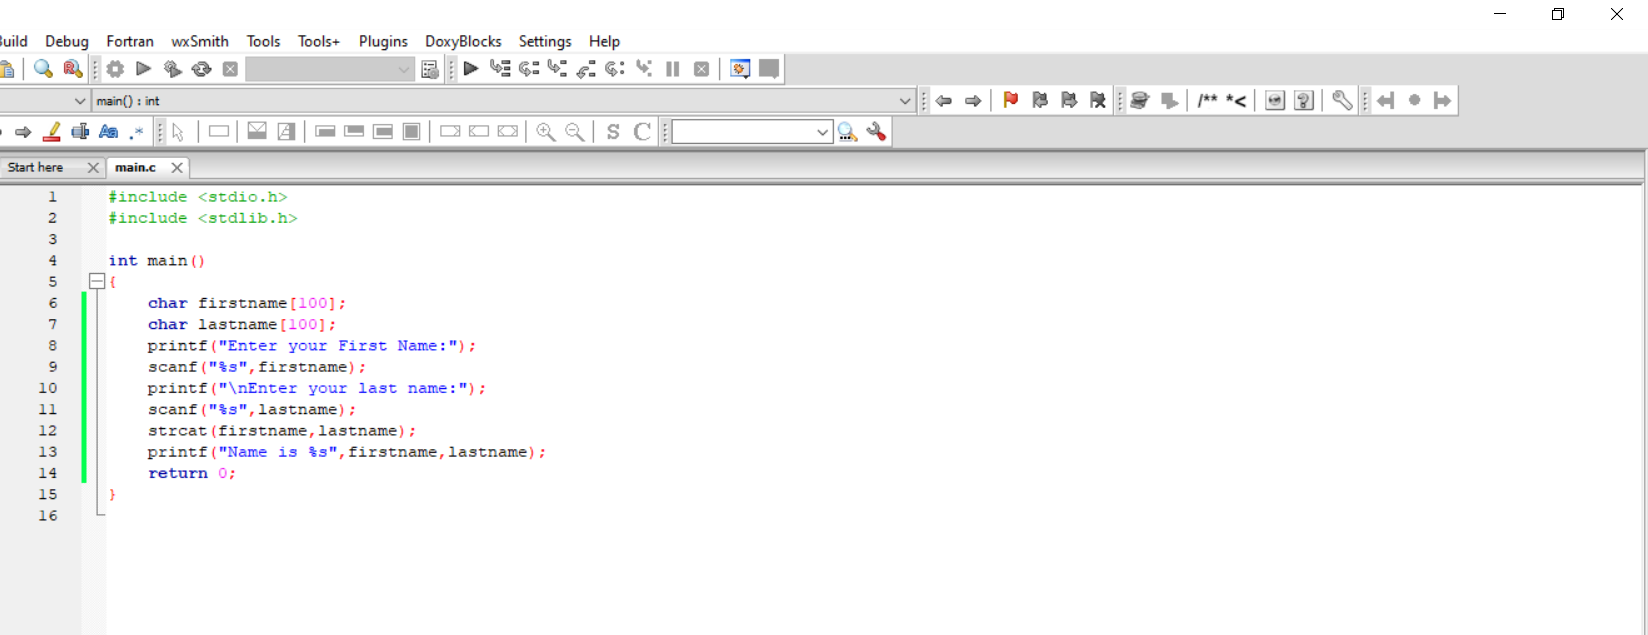 Build Debug Fortran wxSmith Tools Tools+ Plugins DoxyBlocks Settings Help
main() : int
/** *<
S C
Start here main.c
1 #include <stdio.h>
2 #include <stdlib.h>
3
4 int main()
5 {
6 char firstname[100];
7 char lastname[100];
8 printf("Enter your First Name:");
9 scanf("%s",firstname);
10 printf("\nEnter your last name:");
11 scanf("%s",lastname);
12 strcat(firstname,lastname);
13 printf("Name is %s",firstname,lastname);
14 return 0;
15 }
16